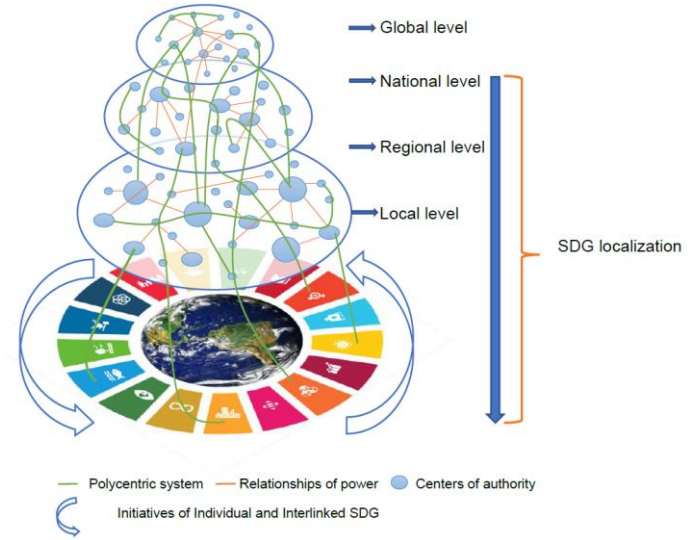 Global level
National level
Regional level
Local level
SDG localization
Polycentric system
Relationships of power
Centers of authority
Initiatives of Individual and Interlinked SDG